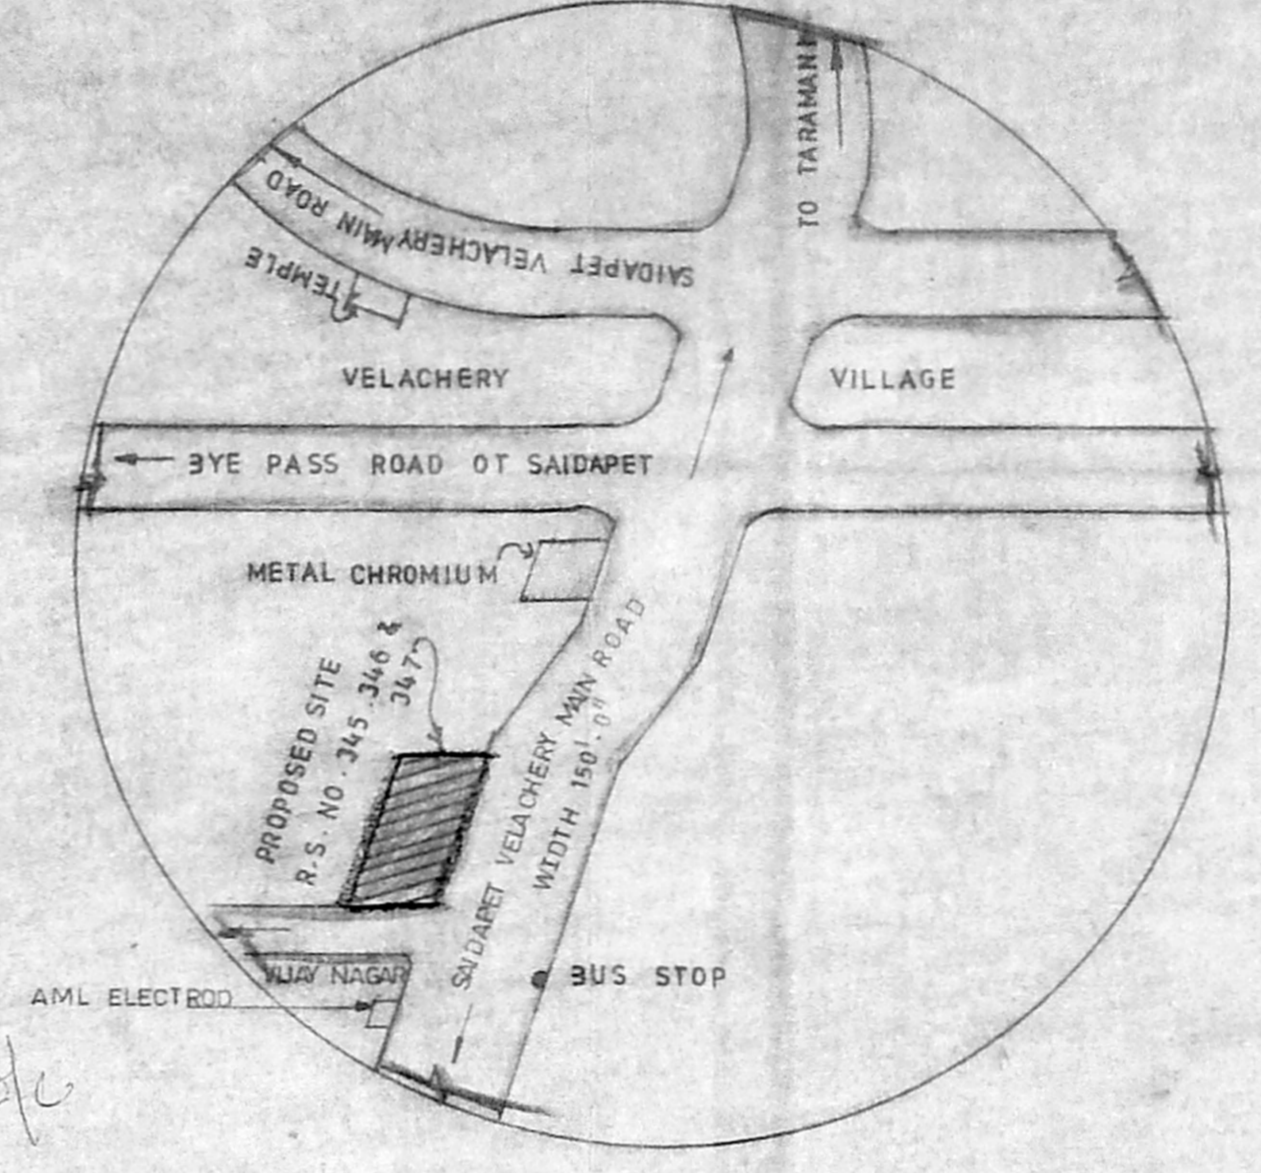 TO TARAMANI
SAIDAPET VELACHERY MAIN ROAD
TEMPLE
VELACHERY
VILLAGE
BYE PASS ROAD OT SAIDAPET
METAL CHROMIUM
PROPOSED SITE
R.S. NO. 345 .346 &
347
SAIDAPET VELACHERY MAIN ROAD
WIDTH 150'.0"
VIJAY NAGAR
BUS STOP
AML ELECTROD